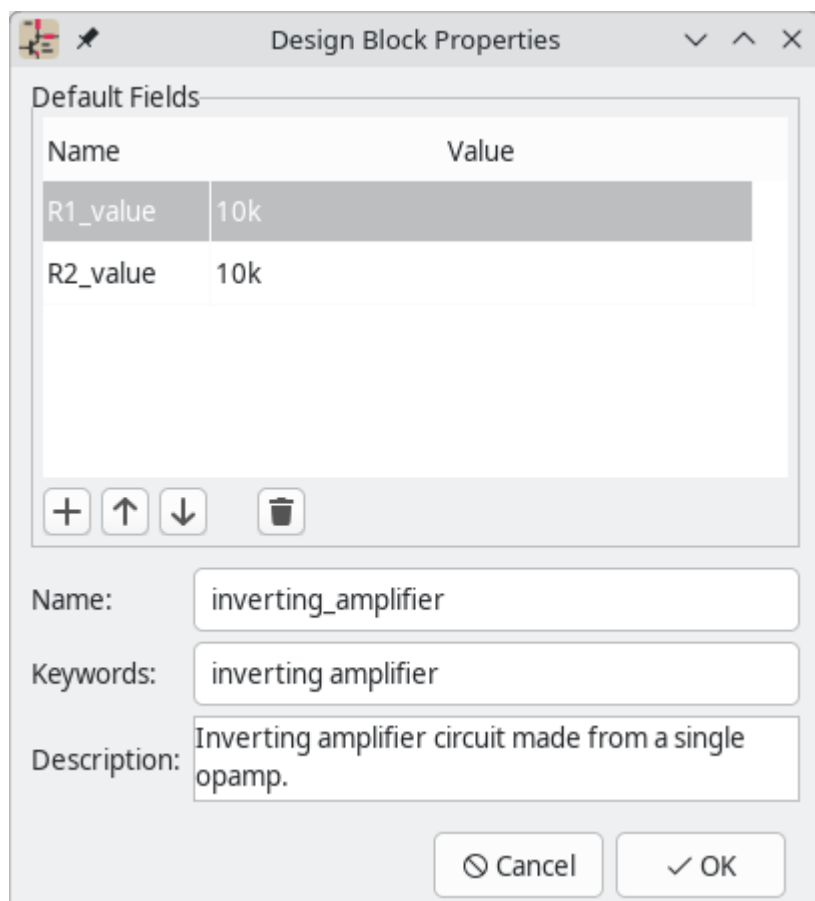 Design Block Properties
Default Fields
Name Value
R1_value 10k
R2_value 10k
Name: inverting_amplifier
Keywords: inverting amplifier
Description: Inverting amplifier circuit made from a single
opamp.
Cancel OK